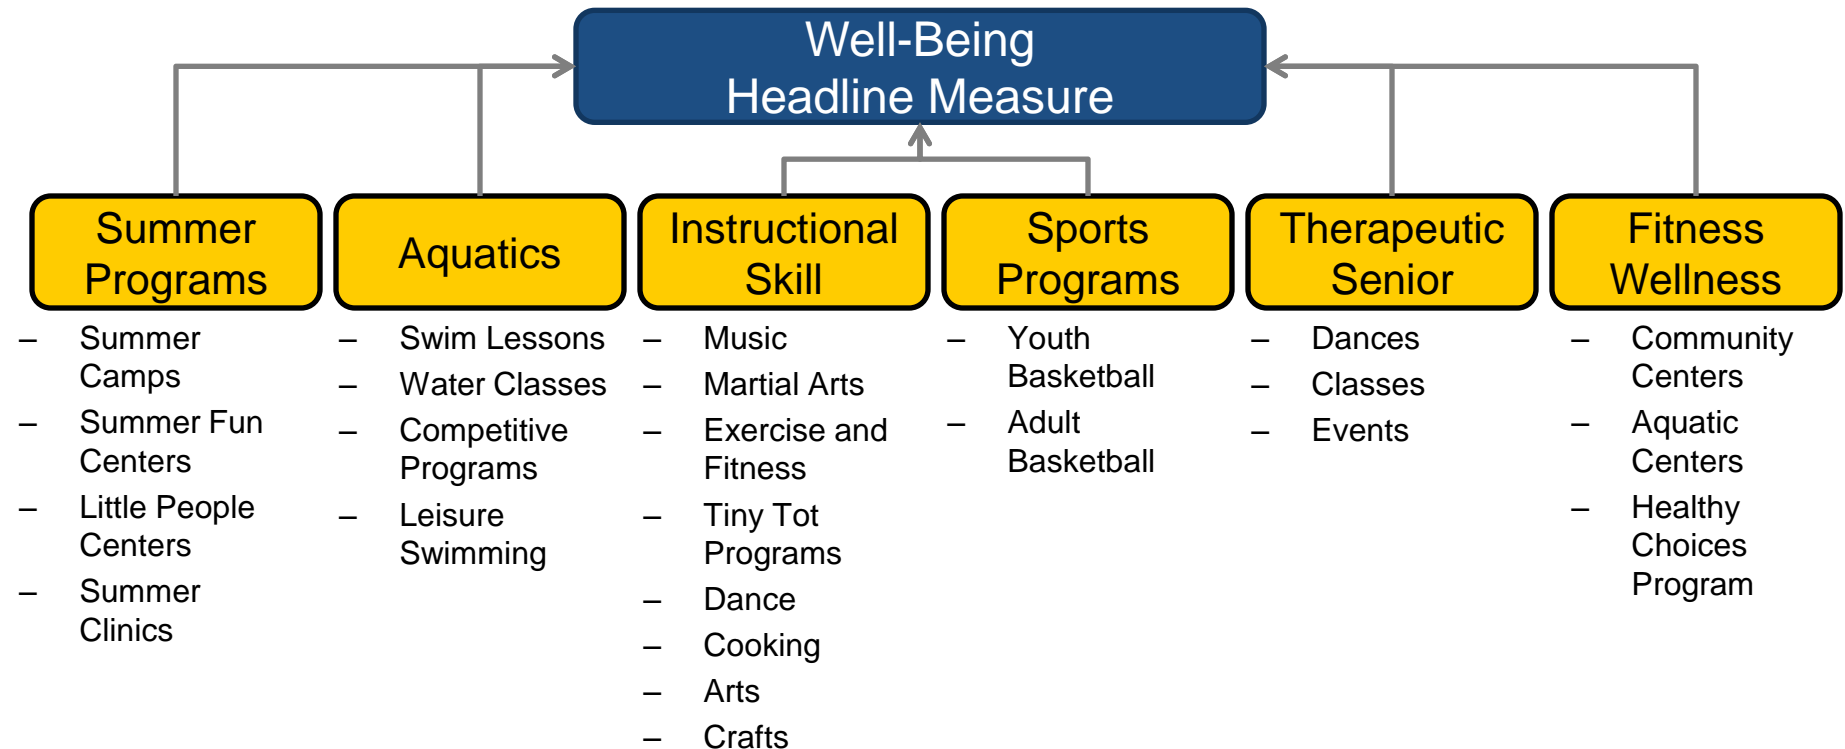 Well-Being
Headline Measure
Summer
Programs
Aquatics
Instructional
Skill
Sports
Programs
Therapeutic
Senior
Fitness
Wellness
– Summer
Camps
– Summer Fun
Centers
– Little People
Centers
– Summer
Clinics
– Swim Lessons
– Water Classes
– Competitive
Programs
– Leisure
Swimming
– Music
– Martial Arts
– Exercise and
Fitness
– Tiny Tot
Programs
– Dance
– Cooking
– Arts
– Crafts
– Youth
Basketball
– Adult
Basketball
– Dances
– Classes
– Events
– Community
Centers
– Aquatic
Centers
– Healthy
Choices
Program